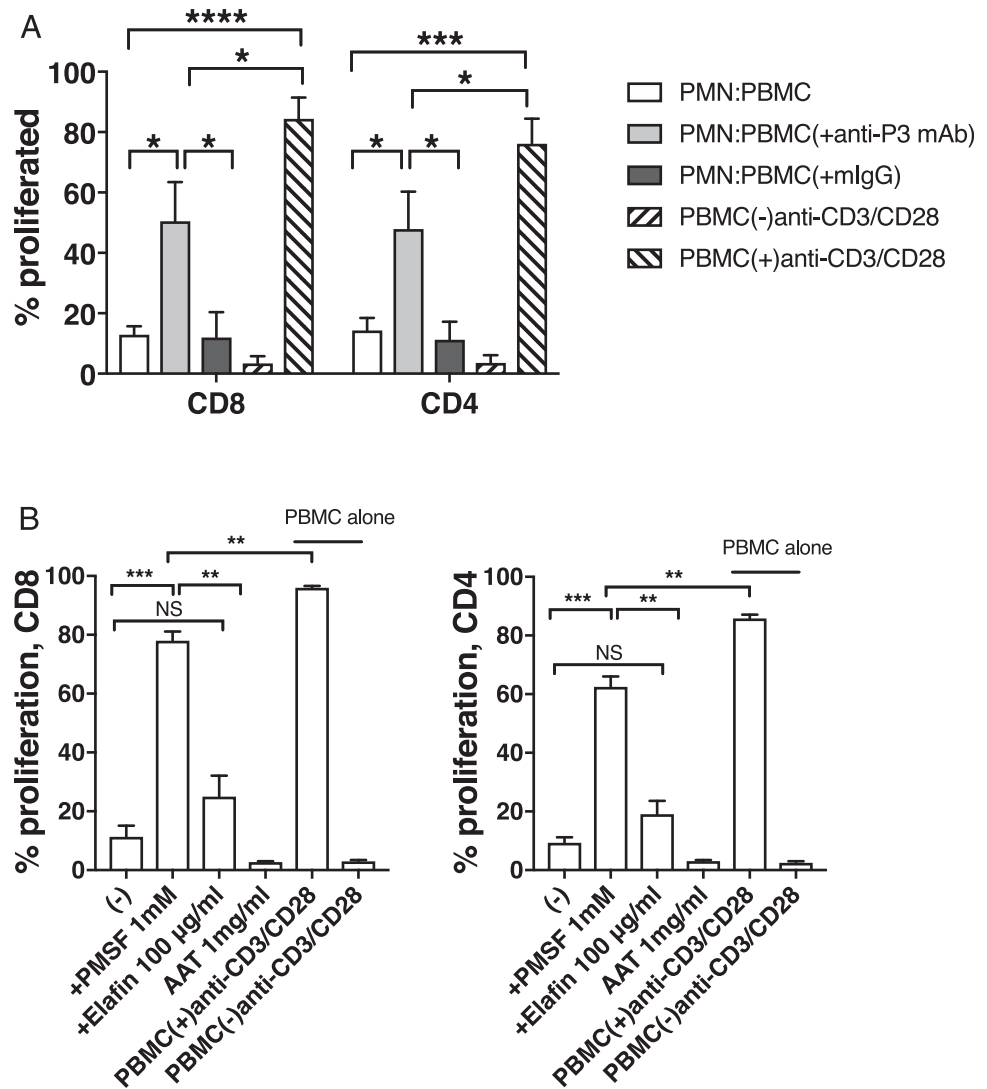 A
****
***
*
*
* *
* *
100
80
60
40
20
0
% proliferated
CD8
CD4
PMN:PBMC
PMN:PBMC(+anti-P3 mAb)
PMN:PBMC(+mIgG)
PBMC(-)anti-CD3/CD28
PBMC(+)anti-CD3/CD28
B
PBMC alone
**
*** **
NS
100
80
60
40
20
0
% proliferation, CD8
(-)
+PMSF 1mM
+Elafin 100 µg/ml
AAT 1mg/ml
PBMC(+)anti-CD3/CD28
PBMC(-)anti-CD3/CD28
PBMC alone
**
*** **
NS
100
80
60
40
20
0
% proliferation, CD4
(-)
+PMSF 1mM
+Elafin 100 µg/ml
AAT 1mg/ml
PBMC(+)anti-CD3/CD28
PBMC(-)anti-CD3/CD28